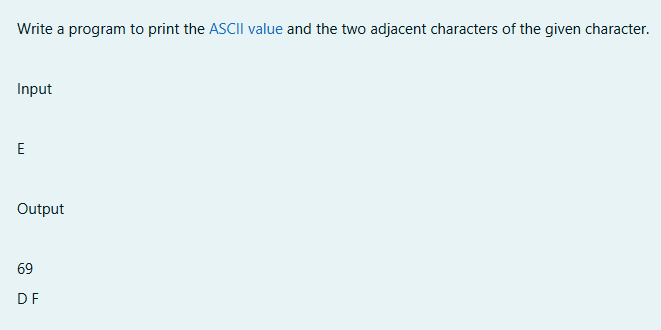 Write a program to print the ASCII value and the two adjacent characters of the given character.
Input
E
Output
69
D F